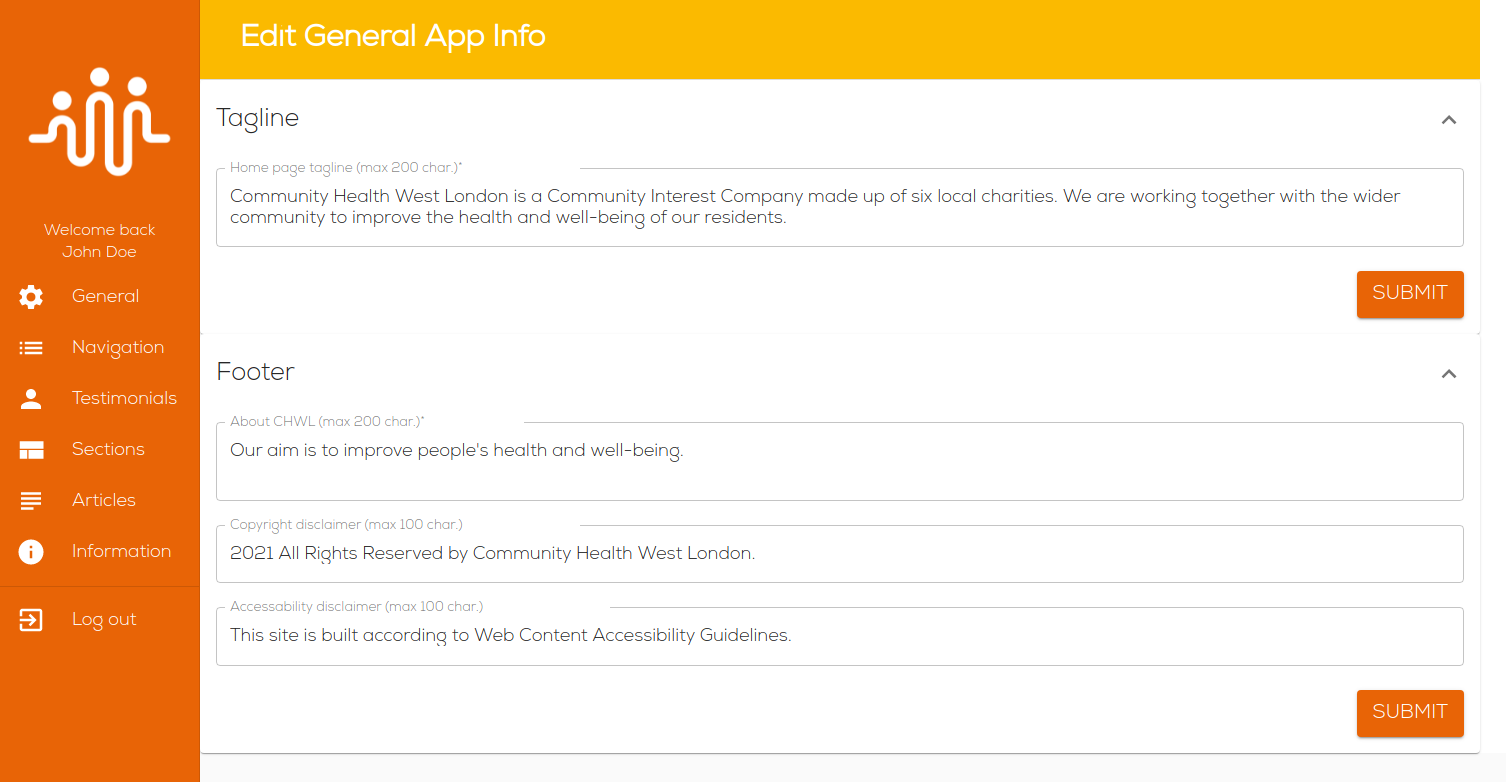 Edit General App Info
Welcome back
John Doe
General
Navigation
Testimonials
Sections
Articles
Information
Log out
Tagline
Home page tagline (max 200 char.)*
Community Health West London is a Community Interest Company made up of six local charities. We are working together with the wider
community to improve the health and well-being of our residents.
SUBMIT
Footer
About CHWL (max 200 char.)*
Our aim is to improve people's health and well-being.
Copyright disclaimer (max 100 char.)
2021 All Rights Reserved by Community Health West London.
Accessability disclaimer (max 100 char.)
This site is built according to Web Content Accessibility Guidelines.
SUBMIT